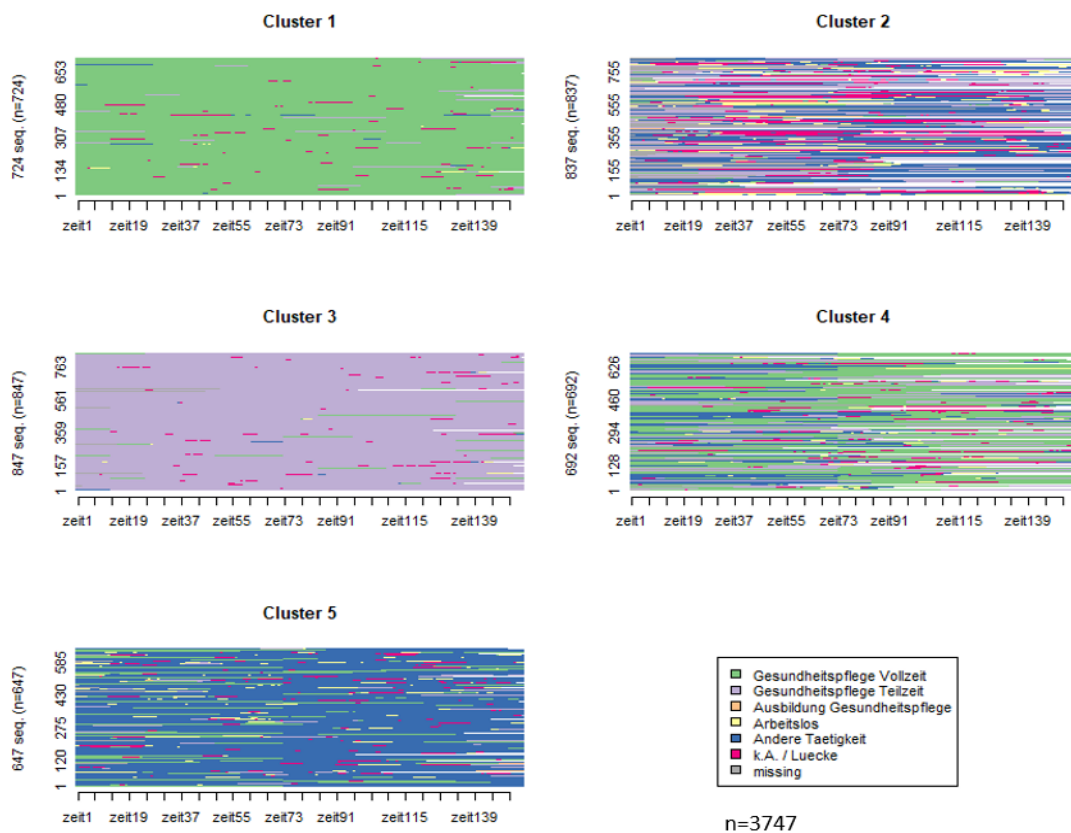 Cluster 1
724 seq. (n=724)
1 134 307 480 653
zeit1 zeit19 zeit37 zeit55 zeit73 zeit91 zeit115 zeit139
Cluster 2
837 seq. (n=837)
1 155 355 555 755
zeit1 zeit19 zeit37 zeit55 zeit73 zeit91 zeit115 zeit139
Cluster 3
847 seq. (n=847)
1 157 359 561 763
zeit1 zeit19 zeit37 zeit55 zeit73 zeit91 zeit115 zeit139
Cluster 4
692 seq. (n=692)
1 128 294 460 626
zeit1 zeit19 zeit37 zeit55 zeit73 zeit91 zeit115 zeit139
Cluster 5
647 seq. (n=647)
1 120 275 430 585
zeit1 zeit19 zeit37 zeit55 zeit73 zeit91 zeit115 zeit139
Gesundheitspflege Vollzeit
Gesundheitspflege Teilzeit
Ausbildung Gesundheitspflege
Arbeitslos
Andere Taetigkeit
k.A. / Luecke
missing
n=3747